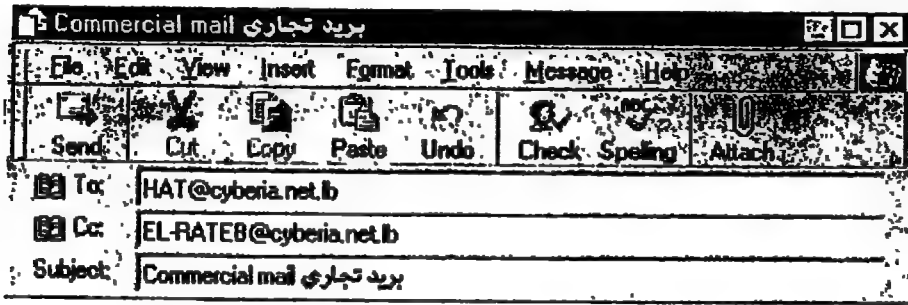 Commercial mail بريد تجاري
File Edit View Insert Format Tools Message Help
Send Cut Copy Paste Undo Check Spelling Attach
To: HAT@cyberia.net.lb
Cc: EL-RATEB@cyberia.net.lb
Subject: Commercial mail بريد تجاري